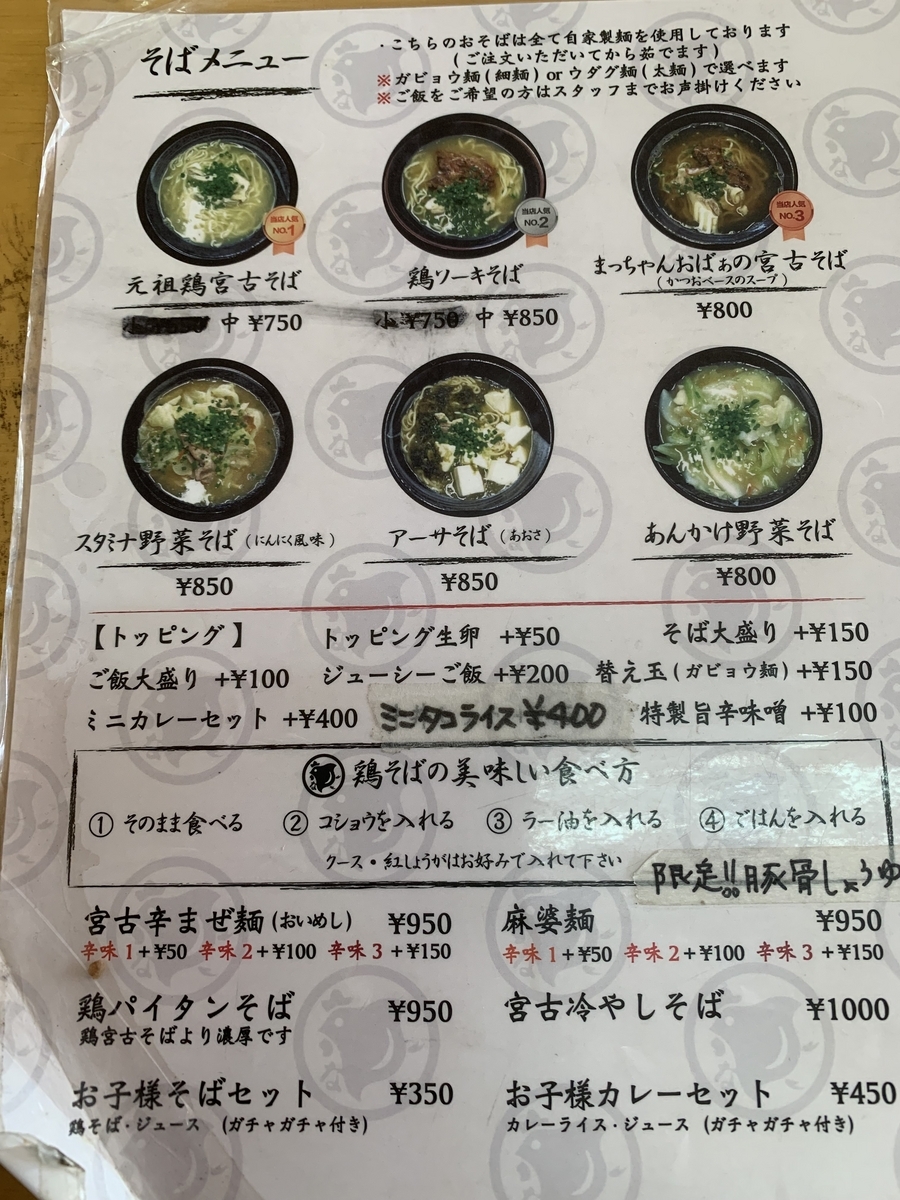 そばメニュー
・こちらのおそばは全て自家製麺を使用しております
(ご注文いただいてから茹でます)
※ガビョウ麺(細麺) or ウダグ麺(太麺)で選べます
※ご飯をご希望の方はスタッフまでお声掛けください
当店人気 NO.1
当店人気 NO.2
当店人気 NO.3
元祖鶏宮古そば
中 ¥750
鶏ソーキそば
小 ¥750 中 ¥850
まっちゃんおばぁの宮古そば
(かつおベースのスープ)
¥800
スタミナ野菜そば(にんにく風味)
¥850
アーサそば(あおさ)
¥850
あんかけ野菜そば
¥800
【トッピング】 トッピング生卵 +¥50 そば大盛り +¥150
ご飯大盛り +¥100 ジューシーご飯 +¥200 替え玉(ガビョウ麺) +¥150
ミニカレーセット +¥400 ミニタコライス ¥400 特製旨辛味噌 +¥100
鶏そばの美味しい食べ方
① そのまま食べる ② コショウを入れる ③ ラー油を入れる ④ ごはんを入れる
クース・紅しょうがはお好みで入れて下さい
限定!!豚骨しょうゆ
宮古辛まぜ麺(おいめし) ¥950
辛味1+¥50 辛味2+¥100 辛味3+¥150
麻婆麺 ¥950
辛味1+¥50 辛味2+¥100 辛味3+¥150
鶏パイタンそば ¥950
鶏宮古そばより濃厚です
宮古冷やしそば ¥1000
お子様そばセット ¥350
鶏そば・ジュース (ガチャガチャ付き)
お子様カレーセット ¥450
カレーライス・ジュース (ガチャガチャ付き)